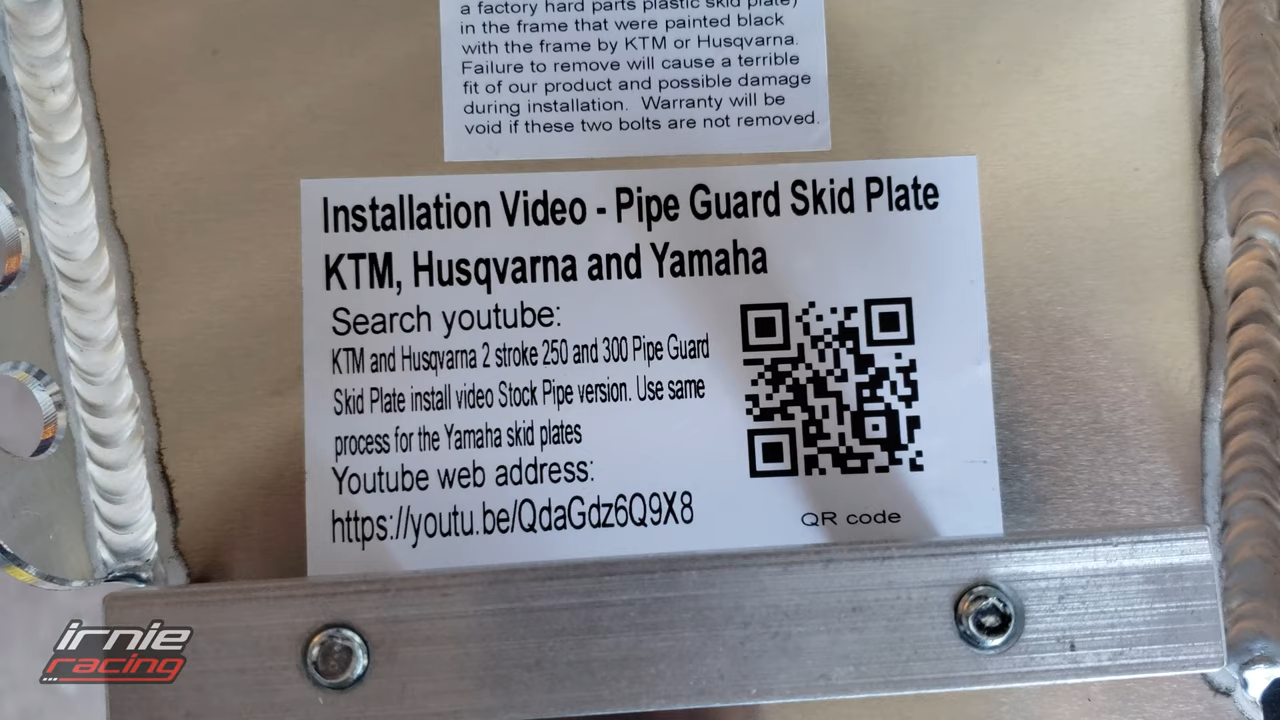 a factory hard parts plastic skid plate)
in the frame that were painted black
with the frame by KTM or Husqvarna.
Failure to remove will cause a terrible
fit of our product and possible damage
during installation.  Warranty will be
void if these two bolts are not removed.
Installation Video - Pipe Guard Skid Plate
KTM, Husqvarna and Yamaha
Search youtube:
KTM and Husqvarna 2 stroke 250 and 300 Pipe Guard
Skid Plate install video Stock Pipe version. Use same
process for the Yamaha skid plates
Youtube web address:
https://youtu.be/QdaGdz6Q9X8
QR code
irnie
... racing